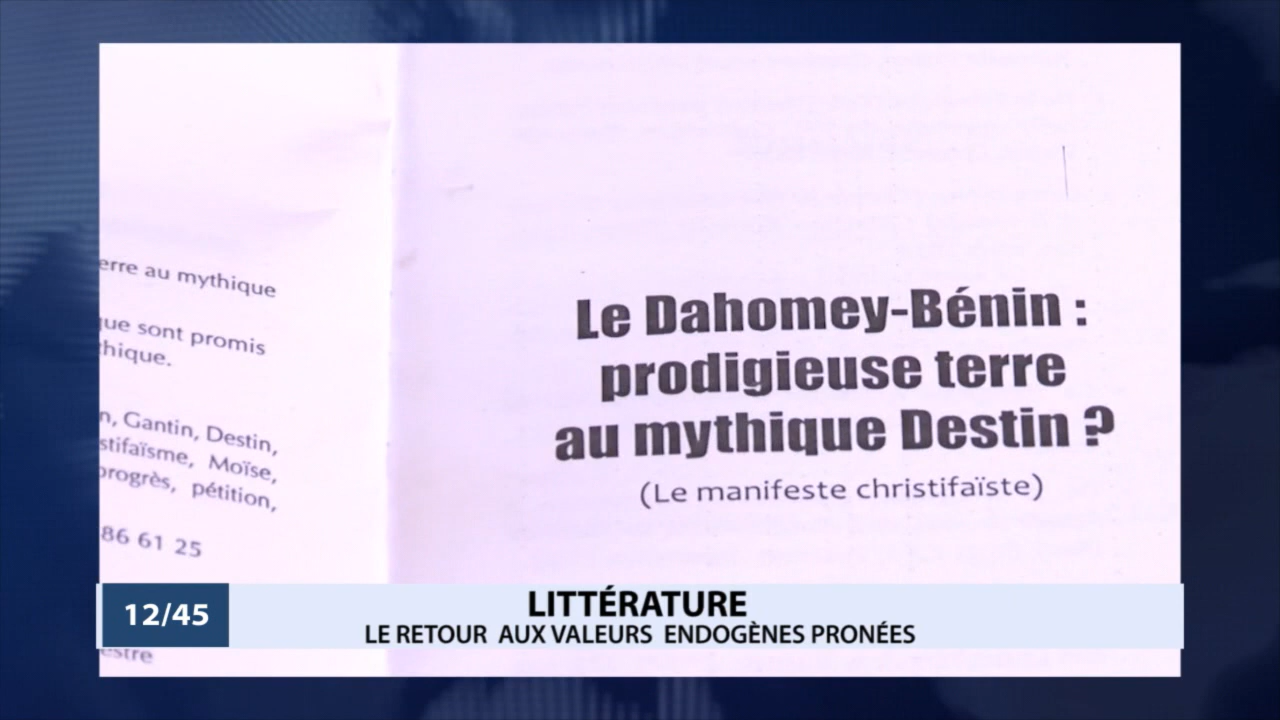 erre au mythique
que sont promis
thique.
n, Gantin, Destin,
stifaïsme, Moïse,
progrès, pétition,
86 61 25
estre
Le Dahomey-Bénin :
prodigieuse terre
au mythique Destin ?
(Le manifeste christifaïste)
12/45
LITTÉRATURE
LE RETOUR AUX VALEURS ENDOGÈNES PRONÉES